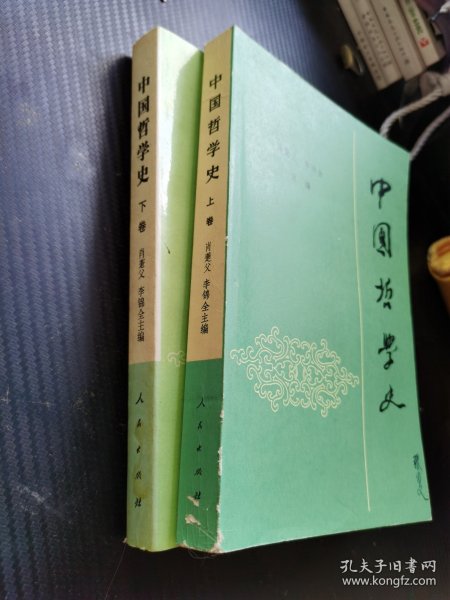 中国哲学史
下卷
肖萐父 李锦全主编
人民出版社
中国哲学史
上卷
肖萐父 李锦全主编
人民出版社
中国哲学史
孔夫子旧书网
www.kongfz.com